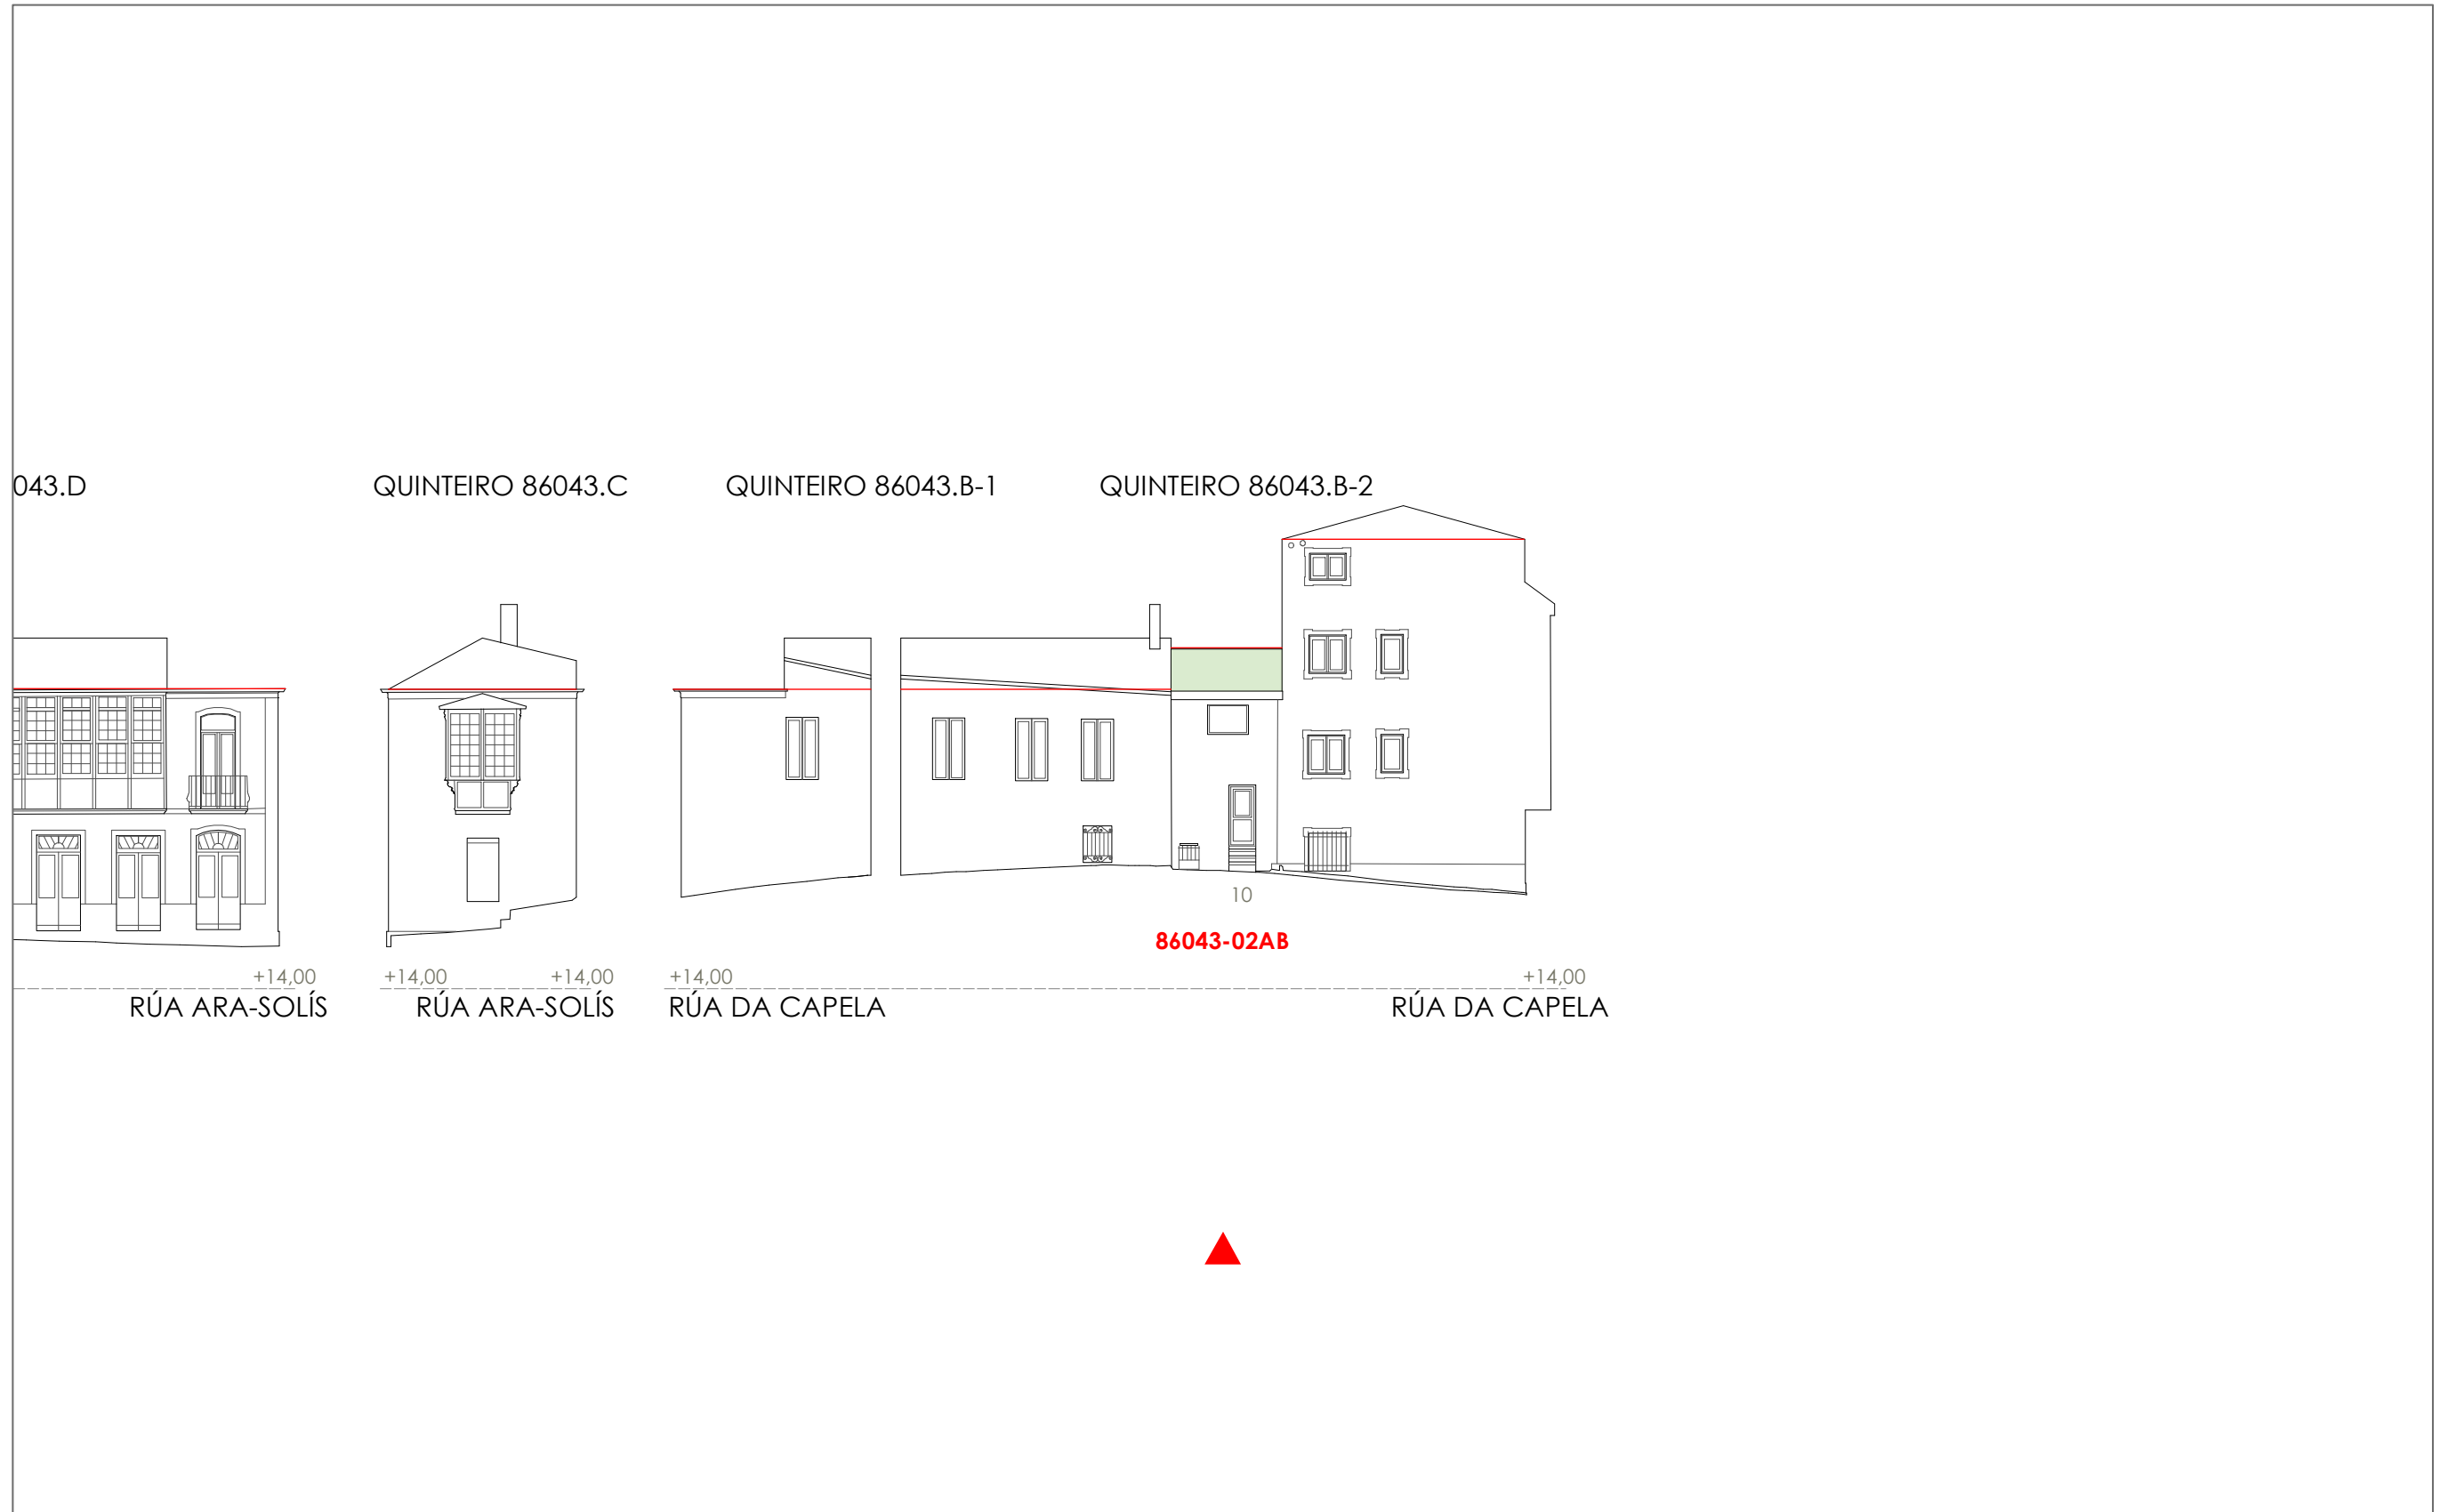 043.D
QUINTEIRO 86043.C
QUINTEIRO 86043.B-1
QUINTEIRO 86043.B-2
10
86043-02AB
+14,00
+14,00
+14,00
+14,00
+14,00
RÚA ARA-SOLÍS
RÚA ARA-SOLÍS
RÚA DA CAPELA
RÚA DA CAPELA